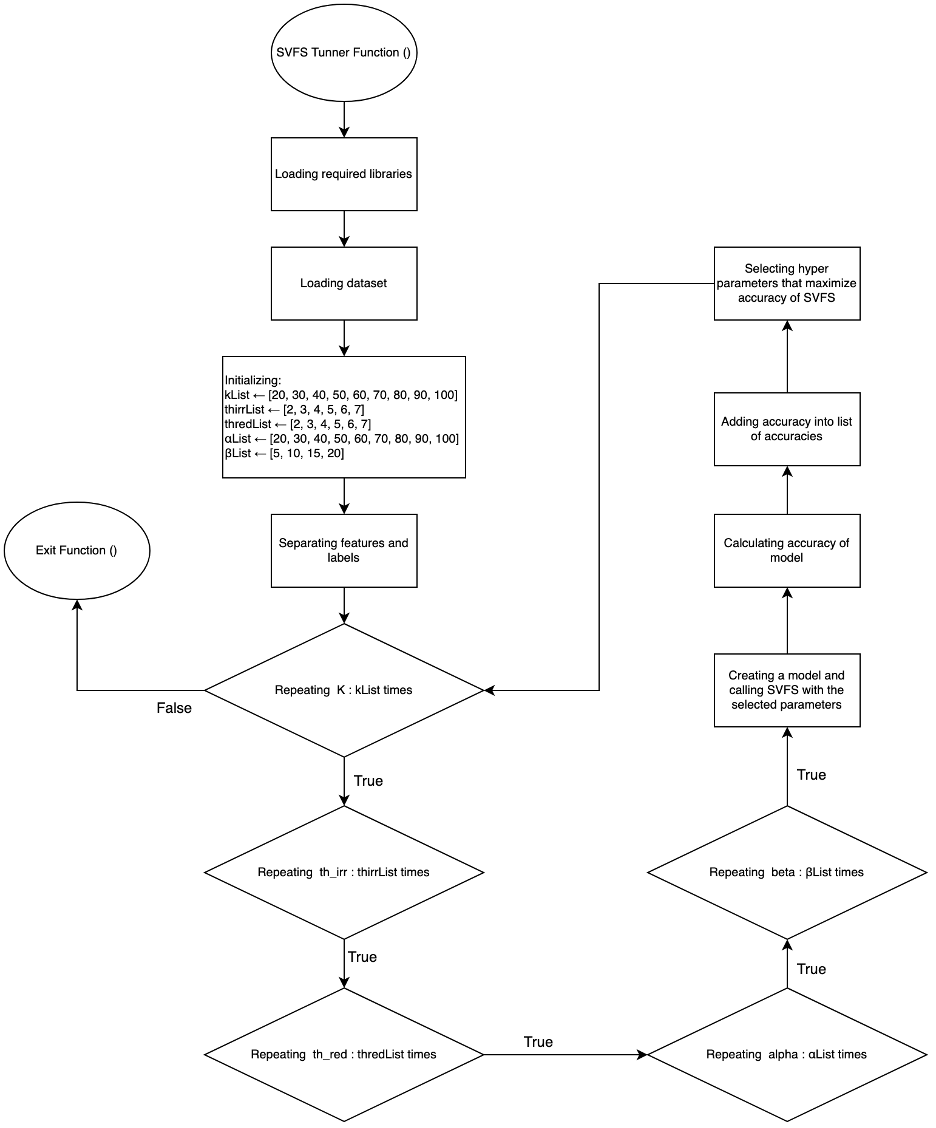 SVFS Tunner Function ()
Loading required libraries
Loading dataset
Initializing:
kList ← [20, 30, 40, 50, 60, 70, 80, 90, 100]
thirrList ← [2, 3, 4, 5, 6, 7]
thredList ← [2, 3, 4, 5, 6, 7]
αList ← [20, 30, 40, 50, 60, 70, 80, 90, 100]
βList ← [5, 10, 15, 20]
Separating features and
labels
Exit Function ()
Repeating K : kList times
False
True
Repeating th_irr : thirrList times
True
Repeating th_red : thredList times
True
Repeating alpha : αList times
True
Repeating beta : βList times
True
Creating a model and
calling SVFS with the
selected parameters
Calculating accuracy of
model
Adding accuracy into list
of accuracies
Selecting hyper
parameters that maximize
accuracy of SVFS